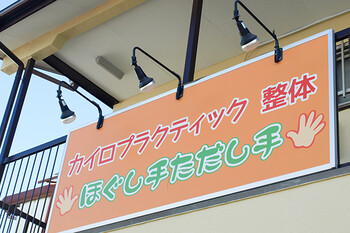 カイロプラクティック 整体
ほぐし手ただし手